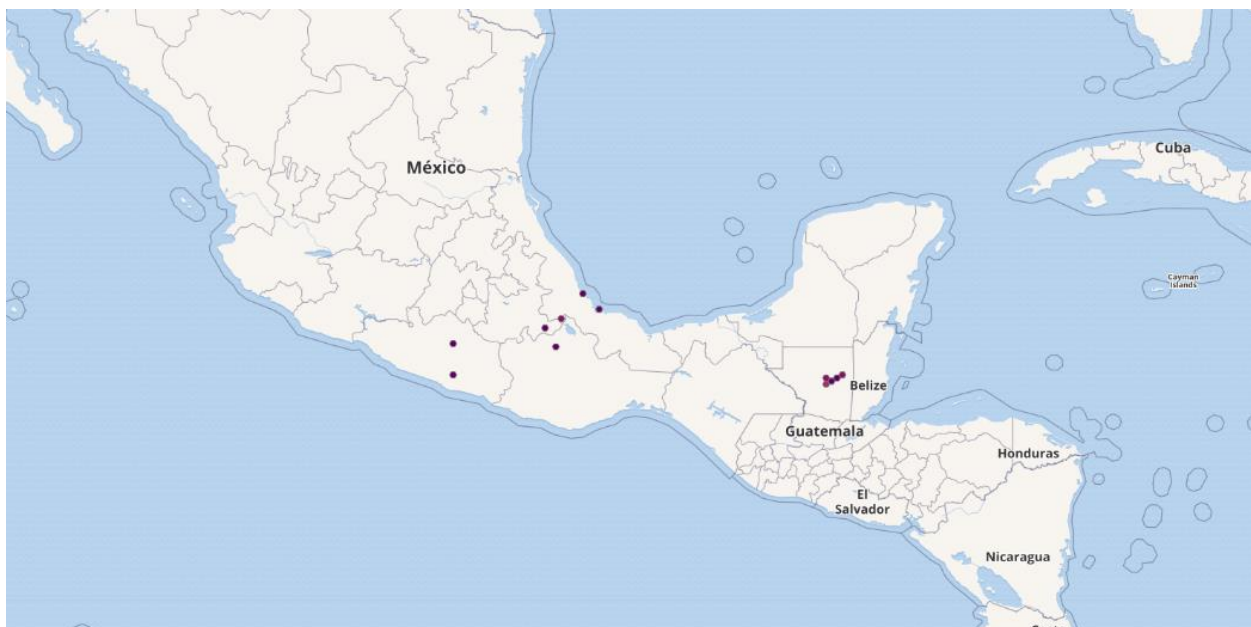 Cuba
México
Cayman
Islands
Belize
Guatemala
Honduras
El
Salvador
Nicaragua